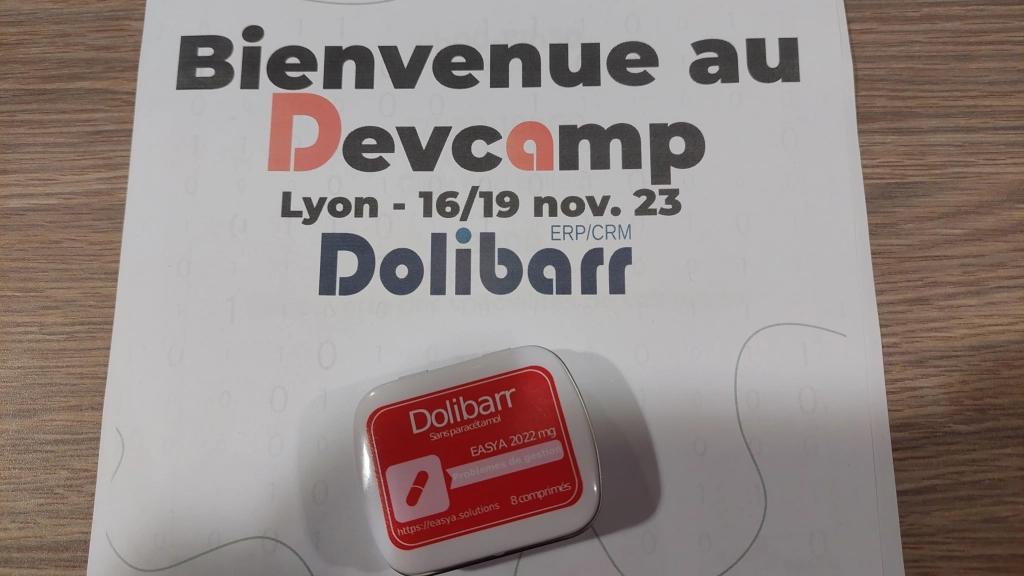 Bienvenue au
Devcamp
Lyon - 16/19 nov. 23
ERP/CRM
Dolibarr
Dolibarr
Sans paracétamol
EASYA 2022 mg
Problèmes de gestion
8 comprimés
https://easya.solutions